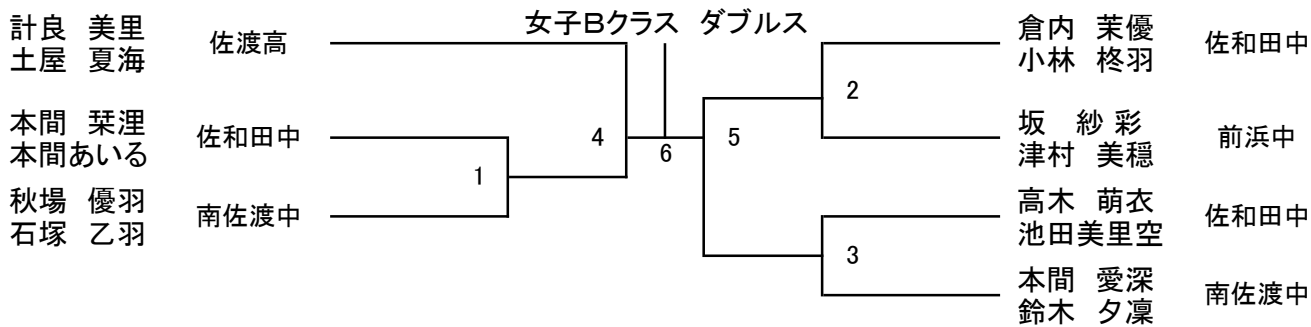 女子Bクラス ダブルス
計良 美里
土屋 夏海
佐渡高
本間 栞浬
本間あいる
佐和田中
秋場 優羽
石塚 乙羽
南佐渡中
1
4
6
5
2
3
倉内 茉優
小林 柊羽
佐和田中
坂 紗彩
津村 美穏
前浜中
高木 萌衣
池田美里空
佐和田中
本間 愛深
鈴木 夕凜
南佐渡中